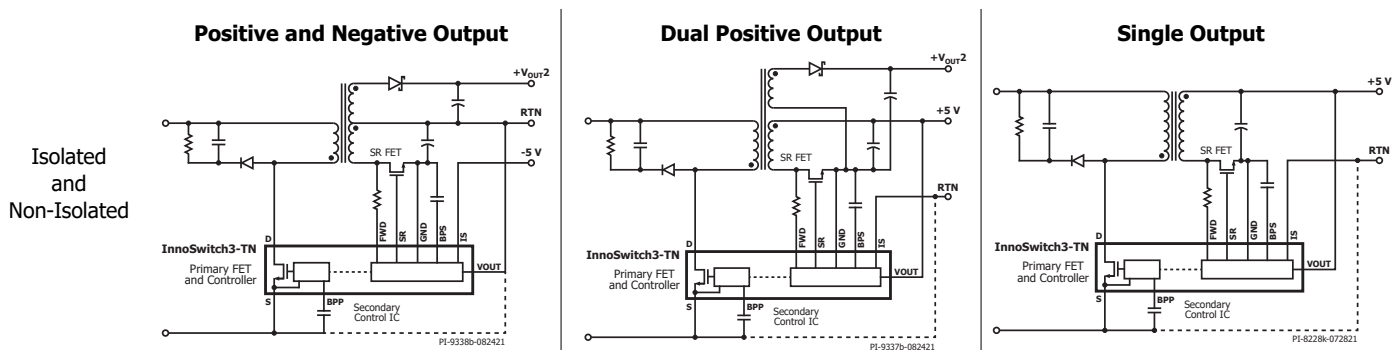 Positive and Negative Output
Dual Positive Output
Single Output
Isolated
and
Non-Isolated
+VOUT2
RTN
-5 V
SR FET
FWD
SR
GND
BPS
IS
D
InnoSwitch3-TN
Primary FET
and Controller
VOUT
S
BPP
Secondary
Control IC
PI-9338b-082421
+VOUT2
+5 V
SR FET
RTN
FWD
SR
GND
BPS
IS
D
InnoSwitch3-TN
Primary FET
and Controller
VOUT
S
BPP
Secondary
Control IC
PI-9337b-082421
+5 V
SR FET
RTN
FWD
SR
GND
BPS
IS
D
InnoSwitch3-TN
Primary FET
and Controller
VOUT
S
BPP
Secondary
Control IC
PI-8228k-072821